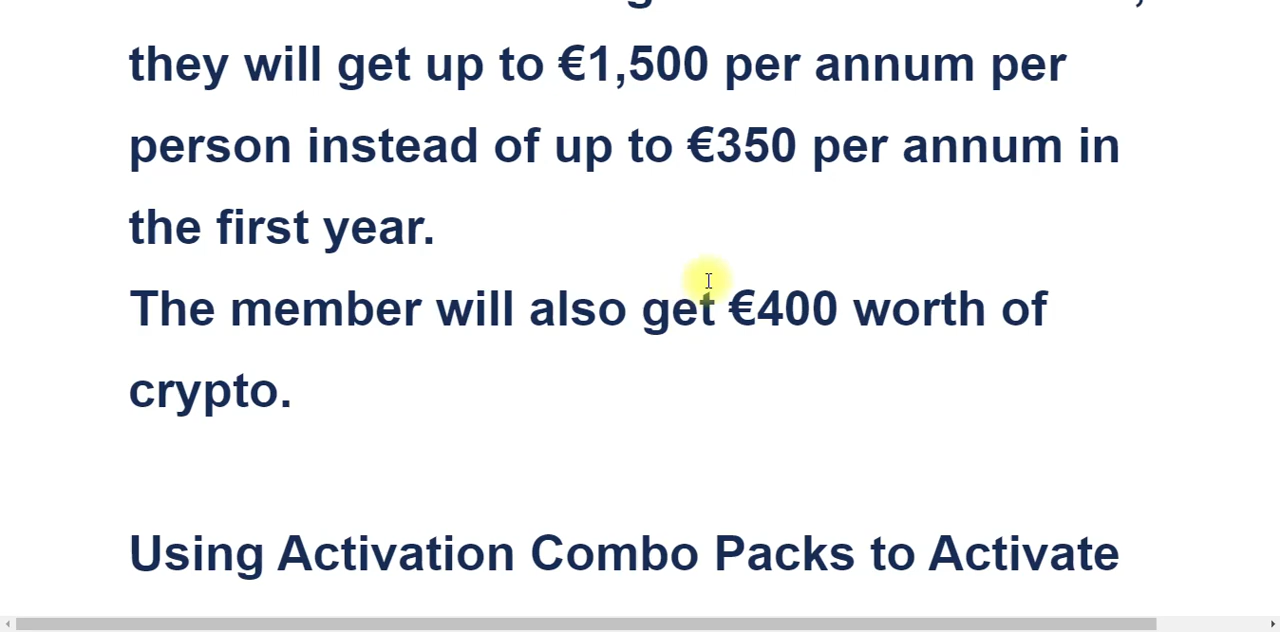 they will get up to €1,500 per annum per
person instead of up to €350 per annum in
the first year.
The member will also get €400 worth of
crypto.
Using Activation Combo Packs to Activate